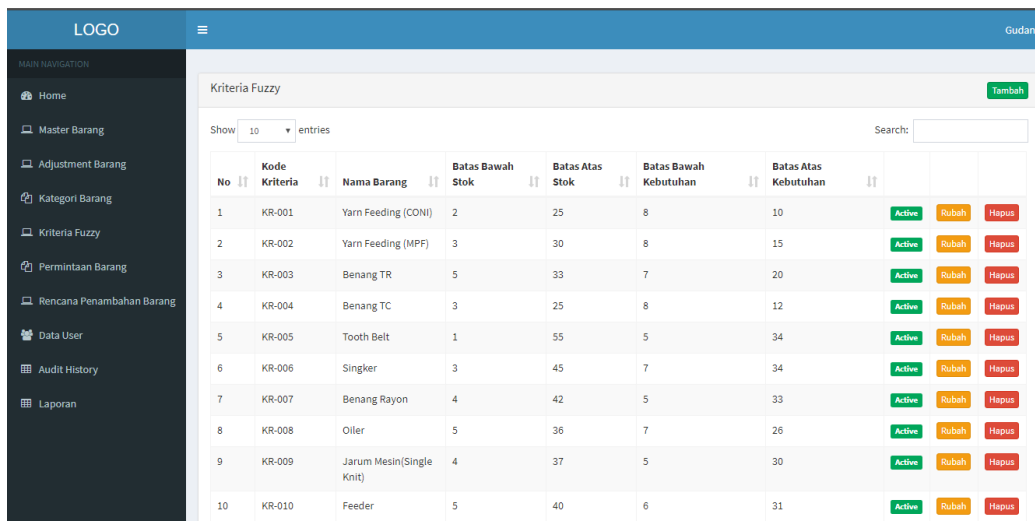 LOGO
Gudan
MAIN NAVIGATION
Home
Master Barang
Adjustment Barang
Kategori Barang
Kriteria Fuzzy
Permintaan Barang
Rencana Penambahan Barang
Data User
Audit History
Laporan
Kriteria Fuzzy Tambah
Show 10 entries Search:
No Kode Kriteria Nama Barang Batas Bawah Stok Batas Atas Stok Batas Bawah Kebutuhan Batas Atas Kebutuhan
1 KR-001 Yarn Feeding (CONI) 2 25 8 10 Active Rubah Hapus
2 KR-002 Yarn Feeding (MPF) 3 30 8 15 Active Rubah Hapus
3 KR-003 Benang TR 5 33 7 20 Active Rubah Hapus
4 KR-004 Benang TC 3 25 8 12 Active Rubah Hapus
5 KR-005 Tooth Belt 1 55 5 34 Active Rubah Hapus
6 KR-006 Singker 3 45 7 34 Active Rubah Hapus
7 KR-007 Benang Rayon 4 42 5 33 Active Rubah Hapus
8 KR-008 Oiler 5 36 7 26 Active Rubah Hapus
9 KR-009 Jarum Mesin(Single Knit) 4 37 5 30 Active Rubah Hapus
10 KR-010 Feeder 5 40 6 31 Active Rubah Hapus